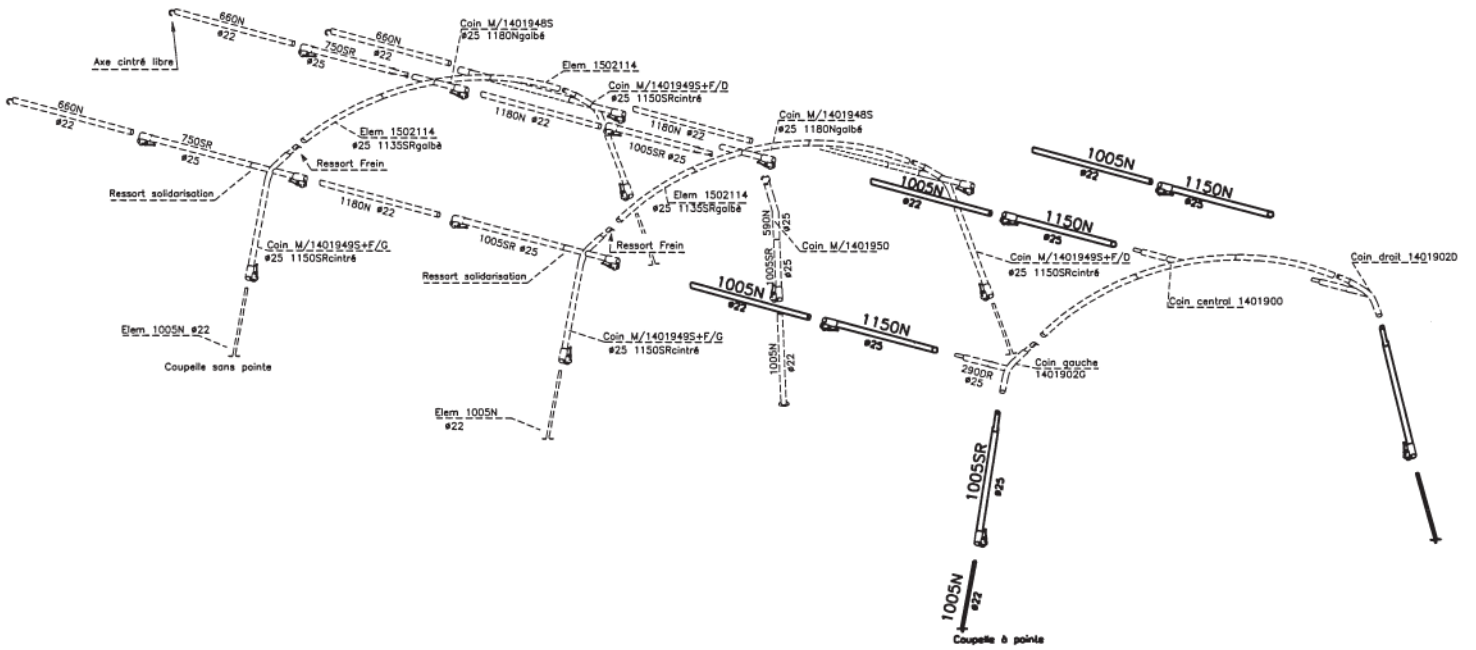 660N
ø22
Axe cintré libre
750SR
ø25
660N
ø22
Coin M/1401948S
ø25 1180Ngalbé
Elem 1502114
Coin M/1401949S+F/D
ø25 1150SRcintré
1180N ø22
1180N ø22
1005SR ø25
Coin M/1401948S
ø25 1180Ngalbé
660N
ø22
750SR
ø25
Elem 1502114
ø25 1135SRgalbé
Ressort Frein
Ressort solidarisation
1180N ø22
1005SR ø25
Elem 1502114
ø25 1135SRgalbé
Ressort Frein
Ressort solidarisation
Coin M/1401949S+F/G
ø25 1150SRcintré
Elem 1005N ø22
Coupelle sans pointe
590N
ø25
Coin M/1401950
1005SR
ø25
1005N
ø22
Coin M/1401949S+F/G
ø25 1150SRcintré
Elem 1005N
ø22
1005N
ø22
1150N
ø25
1005N
ø22
1150N
ø25
Coin M/1401949S+F/D
ø25 1150SRcintré
Coin droit 1401902D
Coin central 1401900
1005N
ø22
1150N
ø25
290DR
ø25
Coin gauche
1401902G
1005SR
ø25
1005N
ø22
Coupelle à pointe